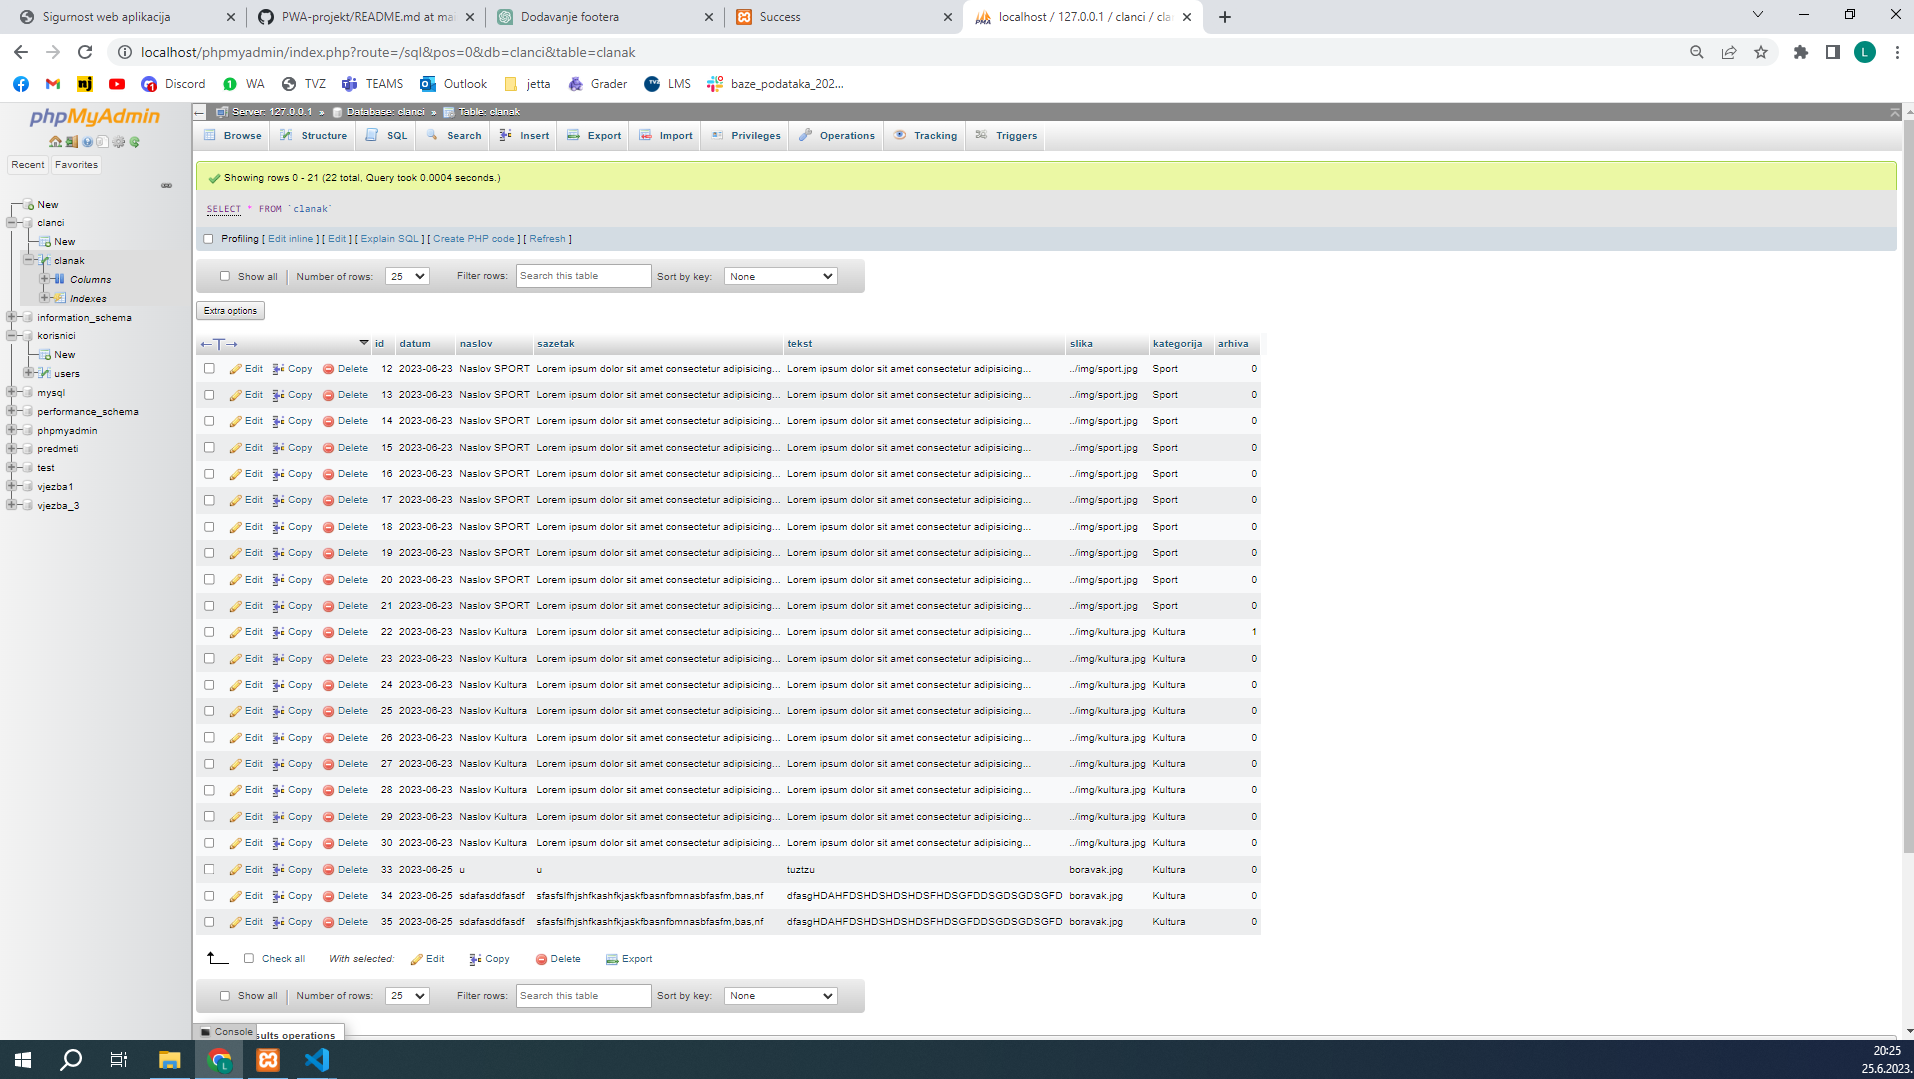 Sigurnost web aplikacija
PWA-projekt/README.md at mai
Dodavanje footera
Success
localhost / 127.0.0.1 / clanci / cla
localhost/phpmyadmin/index.php?route=/sql&pos=0&db=clanci&table=clanak
L
Discord
WA
TVZ
TEAMS
Outlook
jetta
Grader
LMS
baze_podataka_202...
phpMyAdmin
Recent
Favorites
New
clanci
New
clanak
Columns
Indexes
information_schema
korisnici
New
users
mysql
performance_schema
phpmyadmin
predmeti
test
vjezba1
vjezba_3
Server: 127.0.0.1 » Database: clanci » Table: clanak
Browse Structure SQL Search Insert Export Import Privileges Operations Tracking Triggers
Showing rows 0 - 21 (22 total, Query took 0.0004 seconds.)
SELECT * FROM `clanak`
Profiling [ Edit inline ] [ Edit ] [ Explain SQL ] [ Create PHP code ] [ Refresh ]
Show all Number of rows: 25 Filter rows: Search this table Sort by key: None
Extra options
←T→ id datum naslov sazetak tekst slika kategorija arhiva
Edit Copy Delete 12 2023-06-23 Naslov SPORT Lorem ipsum dolor sit amet consectetur adipisicing... Lorem ipsum dolor sit amet consectetur adipisicing... ../img/sport.jpg Sport 0
Edit Copy Delete 13 2023-06-23 Naslov SPORT Lorem ipsum dolor sit amet consectetur adipisicing... Lorem ipsum dolor sit amet consectetur adipisicing... ../img/sport.jpg Sport 0
Edit Copy Delete 14 2023-06-23 Naslov SPORT Lorem ipsum dolor sit amet consectetur adipisicing... Lorem ipsum dolor sit amet consectetur adipisicing... ../img/sport.jpg Sport 0
Edit Copy Delete 15 2023-06-23 Naslov SPORT Lorem ipsum dolor sit amet consectetur adipisicing... Lorem ipsum dolor sit amet consectetur adipisicing... ../img/sport.jpg Sport 0
Edit Copy Delete 16 2023-06-23 Naslov SPORT Lorem ipsum dolor sit amet consectetur adipisicing... Lorem ipsum dolor sit amet consectetur adipisicing... ../img/sport.jpg Sport 0
Edit Copy Delete 17 2023-06-23 Naslov SPORT Lorem ipsum dolor sit amet consectetur adipisicing... Lorem ipsum dolor sit amet consectetur adipisicing... ../img/sport.jpg Sport 0
Edit Copy Delete 18 2023-06-23 Naslov SPORT Lorem ipsum dolor sit amet consectetur adipisicing... Lorem ipsum dolor sit amet consectetur adipisicing... ../img/sport.jpg Sport 0
Edit Copy Delete 19 2023-06-23 Naslov SPORT Lorem ipsum dolor sit amet consectetur adipisicing... Lorem ipsum dolor sit amet consectetur adipisicing... ../img/sport.jpg Sport 0
Edit Copy Delete 20 2023-06-23 Naslov SPORT Lorem ipsum dolor sit amet consectetur adipisicing... Lorem ipsum dolor sit amet consectetur adipisicing... ../img/sport.jpg Sport 0
Edit Copy Delete 21 2023-06-23 Naslov SPORT Lorem ipsum dolor sit amet consectetur adipisicing... Lorem ipsum dolor sit amet consectetur adipisicing... ../img/sport.jpg Sport 0
Edit Copy Delete 22 2023-06-23 Naslov Kultura Lorem ipsum dolor sit amet consectetur adipisicing... Lorem ipsum dolor sit amet consectetur adipisicing... ../img/kultura.jpg Kultura 1
Edit Copy Delete 23 2023-06-23 Naslov Kultura Lorem ipsum dolor sit amet consectetur adipisicing... Lorem ipsum dolor sit amet consectetur adipisicing... ../img/kultura.jpg Kultura 0
Edit Copy Delete 24 2023-06-23 Naslov Kultura Lorem ipsum dolor sit amet consectetur adipisicing... Lorem ipsum dolor sit amet consectetur adipisicing... ../img/kultura.jpg Kultura 0
Edit Copy Delete 25 2023-06-23 Naslov Kultura Lorem ipsum dolor sit amet consectetur adipisicing... Lorem ipsum dolor sit amet consectetur adipisicing... ../img/kultura.jpg Kultura 0
Edit Copy Delete 26 2023-06-23 Naslov Kultura Lorem ipsum dolor sit amet consectetur adipisicing... Lorem ipsum dolor sit amet consectetur adipisicing... ../img/kultura.jpg Kultura 0
Edit Copy Delete 27 2023-06-23 Naslov Kultura Lorem ipsum dolor sit amet consectetur adipisicing... Lorem ipsum dolor sit amet consectetur adipisicing... ../img/kultura.jpg Kultura 0
Edit Copy Delete 28 2023-06-23 Naslov Kultura Lorem ipsum dolor sit amet consectetur adipisicing... Lorem ipsum dolor sit amet consectetur adipisicing... ../img/kultura.jpg Kultura 0
Edit Copy Delete 29 2023-06-23 Naslov Kultura Lorem ipsum dolor sit amet consectetur adipisicing... Lorem ipsum dolor sit amet consectetur adipisicing... ../img/kultura.jpg Kultura 0
Edit Copy Delete 30 2023-06-23 Naslov Kultura Lorem ipsum dolor sit amet consectetur adipisicing... Lorem ipsum dolor sit amet consectetur adipisicing... ../img/kultura.jpg Kultura 0
Edit Copy Delete 33 2023-06-25 u u tuztzu boravak.jpg Kultura 0
Edit Copy Delete 34 2023-06-25 sdafasddfasdf sfasfslfhjshfkashfkjaskfbasnfbmnasbfasfm,bas,nf dfasgHDAHFDSHDSHDSHDSFHDSGFDDSGDSGDSGDSGFD boravak.jpg Kultura 0
Edit Copy Delete 35 2023-06-25 sdafasddfasdf sfasfslfhjshfkashfkjaskfbasnfbmnasbfasfm,bas,nf dfasgHDAHFDSHDSHDSHDSFHDSGFDDSGDSGDSGDSGFD boravak.jpg Kultura 0
Check all With selected: Edit Copy Delete Export
Show all Number of rows: 25 Filter rows: Search this table Sort by key: None
Console sults operations
20:25
25.6.2023.